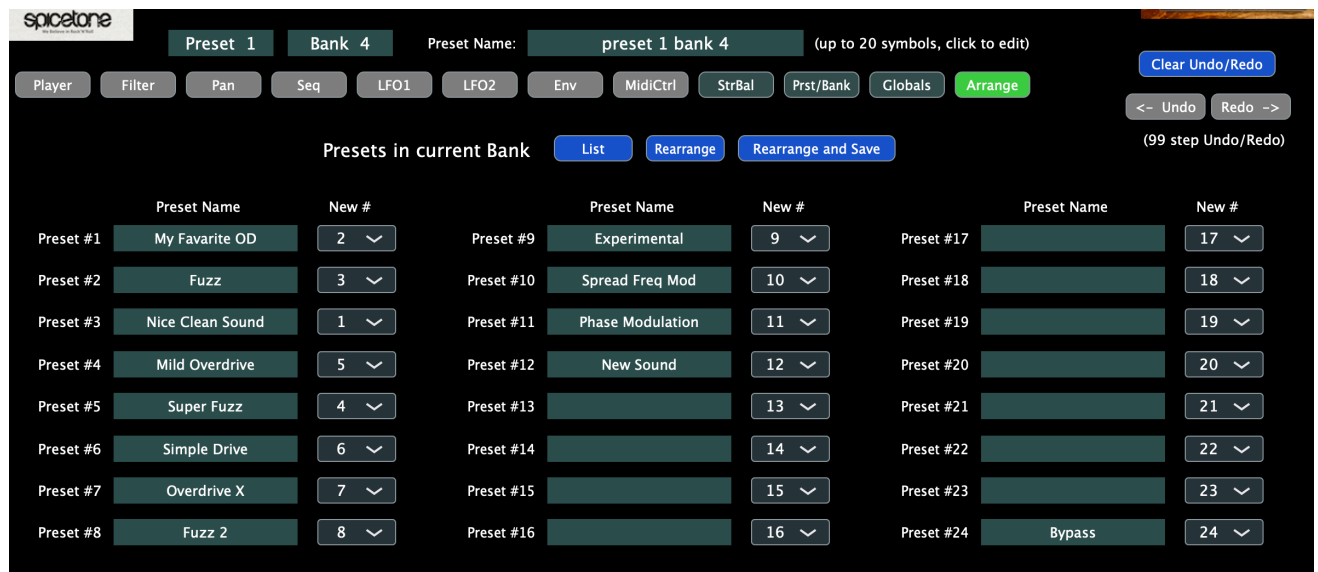 spicetone
We Believe in Rock'N'Roll
Preset 1 Bank 4 Preset Name: preset 1 bank 4 (up to 20 symbols, click to edit)
Clear Undo/Redo
Player Filter Pan Seq LFO1 LFO2 Env MidiCtrl StrBal Prst/Bank Globals Arrange
<- Undo Redo ->
(99 step Undo/Redo)
Presets in current Bank List Rearrange Rearrange and Save
Preset Name New # Preset Name New # Preset Name New #
Preset #1 My Favarite OD 2 Preset #9 Experimental 9 Preset #17 17
Preset #2 Fuzz 3 Preset #10 Spread Freq Mod 10 Preset #18 18
Preset #3 Nice Clean Sound 1 Preset #11 Phase Modulation 11 Preset #19 19
Preset #4 Mild Overdrive 5 Preset #12 New Sound 12 Preset #20 20
Preset #5 Super Fuzz 4 Preset #13 13 Preset #21 21
Preset #6 Simple Drive 6 Preset #14 14 Preset #22 22
Preset #7 Overdrive X 7 Preset #15 15 Preset #23 23
Preset #8 Fuzz 2 8 Preset #16 16 Preset #24 Bypass 24